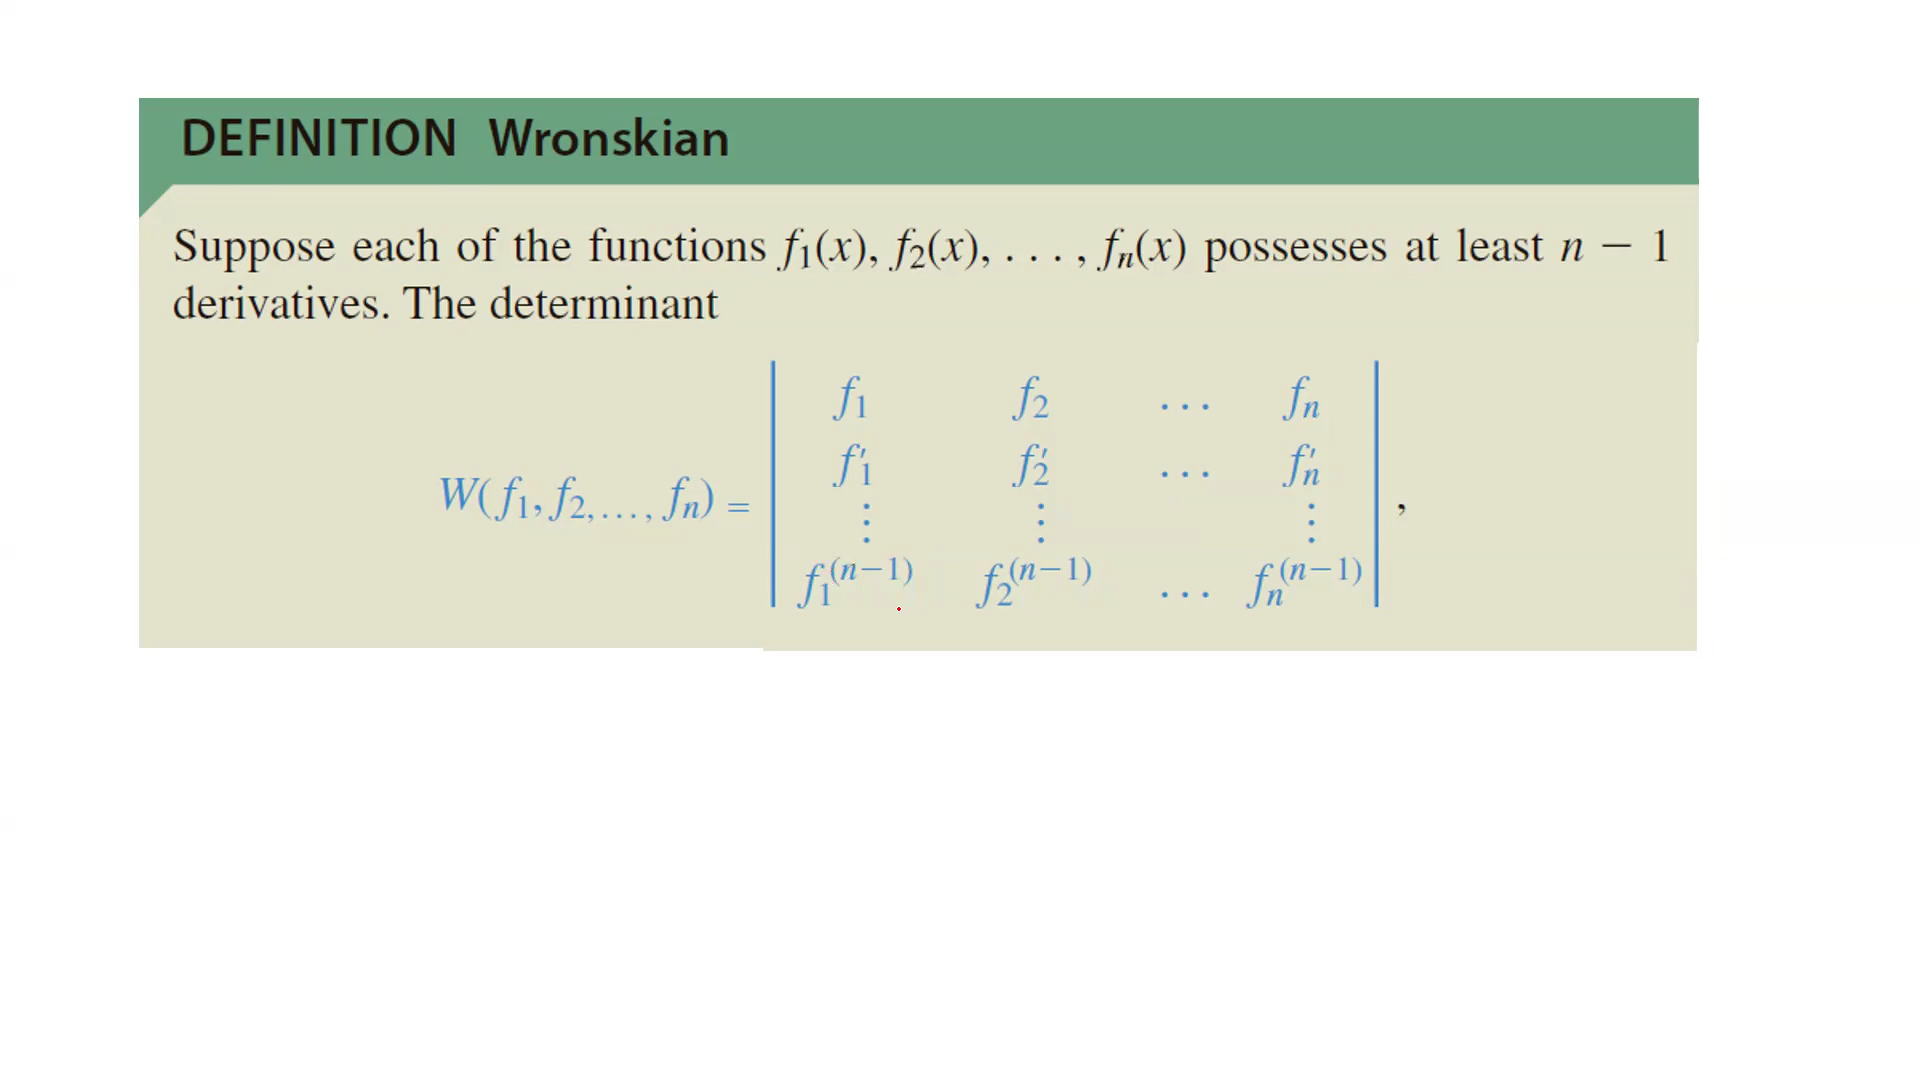 DEFINITION Wronskian
Suppose each of the functions f₁(x), f₂(x), . . . , fₙ(x) possesses at least n − 1
derivatives. The determinant
W(f₁, f₂, . . . , fₙ) = | f₁ f₂ · · · fₙ |
| f′₁ f′₂ · · · f′ₙ |
| ⋮ ⋮ ⋮ |
| f₁⁽ⁿ⁻¹⁾ f₂⁽ⁿ⁻¹⁾ · · · fₙ⁽ⁿ⁻¹⁾ | ,